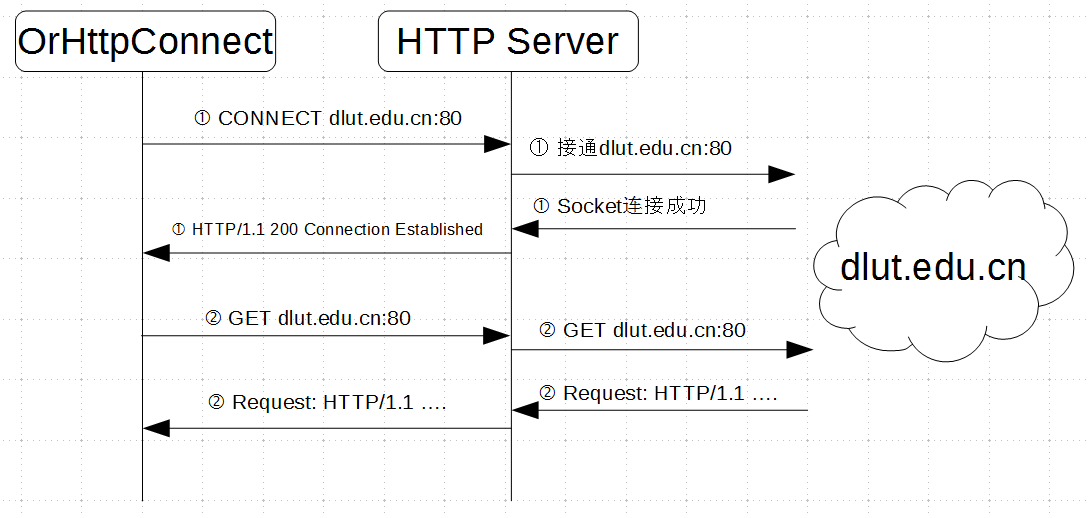 OrHttpConnect
HTTP Server
① CONNECT dlut.edu.cn:80
① 接通dlut.edu.cn:80
① Socket连接成功
① HTTP/1.1 200 Connection Established
dlut.edu.cn
② GET dlut.edu.cn:80
② GET dlut.edu.cn:80
② Request: HTTP/1.1 ....
② Request: HTTP/1.1 ....